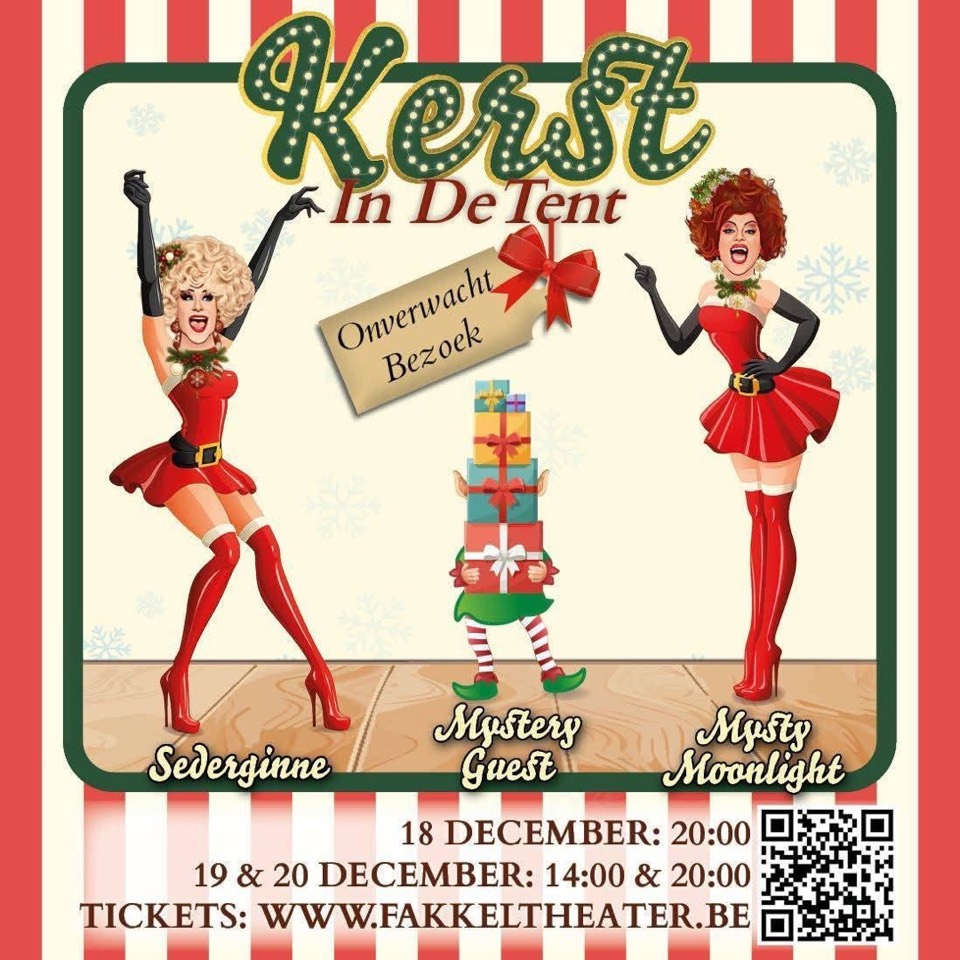 Kerst
In De Tent
Onverwacht
Bezoek
Sederginne
Mystery
Guest
Mysty
Moonlight
18 DECEMBER: 20:00
19 & 20 DECEMBER: 14:00 & 20:00
TICKETS: WWW.FAKKELTHEATER.BE